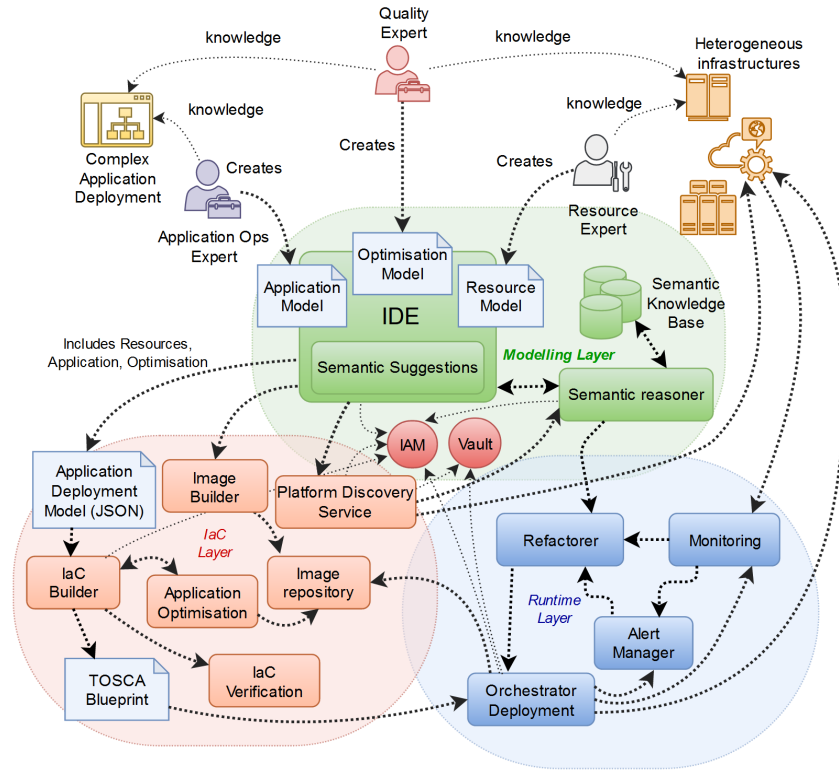 Quality
Expert
knowledge
knowledge
Heterogeneous
infrastructures
knowledge
knowledge
Complex
Application
Deployment
Creates
Creates
Creates
Application Ops
Expert
Resource
Expert
Optimisation
Model
Application
Model
Resource
Model
IDE
Semantic
Knowledge
Base
Includes Resources,
Application, Optimisation
Semantic Suggestions
Modelling Layer
Semantic reasoner
IAM
Vault
Application
Deployment
Model (JSON)
Image
Builder
Platform Discovery
Service
IaC
Layer
Refactorer
Monitoring
IaC
Builder
Application
Optimisation
Image
repository
Runtime
Layer
Alert
Manager
TOSCA
Blueprint
IaC
Verification
Orchestrator
Deployment